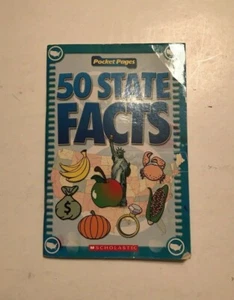 Pocket Pages
50 STATE
FACTS
$
SCHOLASTIC